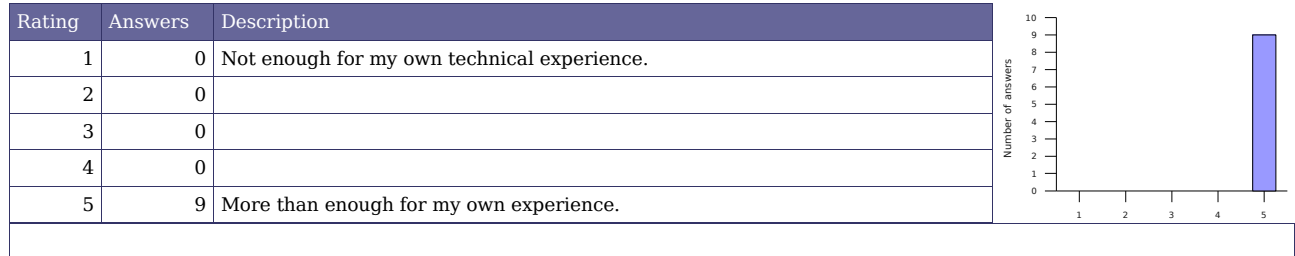 Rating Answers Description
1 0 Not enough for my own technical experience.
2 0
3 0
4 0
5 9 More than enough for my own experience.
Number of answers
10
9
8
7
6
5
4
3
2
1
0
1 2 3 4 5